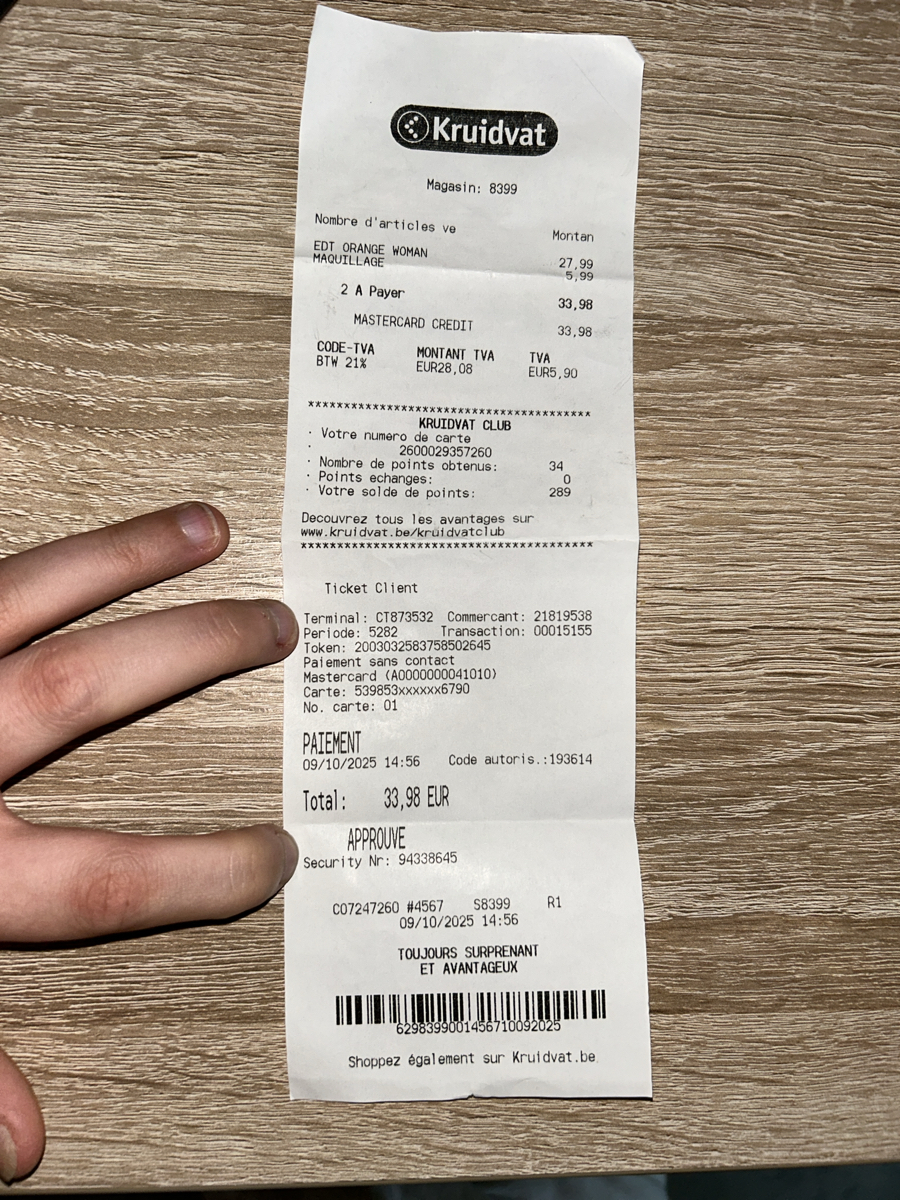 Kruidvat
Magasin: 8399
Nombre d'articles ve Montan
EDT ORANGE WOMAN 27,99
MAQUILLAGE 5,99
2 A Payer 33,98
MASTERCARD CREDIT 33,98
CODE-TVA MONTANT TVA TVA
BTW 21% EUR28,08 EUR5,90
****************************************
KRUIDVAT CLUB
· Votre numero de carte
· 2600029357260
· Nombre de points obtenus: 34
· Points echanges: 0
· Votre solde de points: 289
Decouvrez tous les avantages sur
www.kruidvat.be/kruidvatclub
****************************************
Ticket Client
Terminal: CT873532 Commercant: 21819538
Periode: 5282 Transaction: 00015155
Token: 2003032583758502645
Paiement sans contact
Mastercard (A0000000041010)
Carte: 539853xxxxxx6790
No. carte: 01
PAIEMENT
09/10/2025 14:56 Code autoris.:193614
Total: 33,98 EUR
APPROUVE
Security Nr: 94338645
C07247260 #4567 S8399 R1
09/10/2025 14:56
TOUJOURS SURPRENANT
ET AVANTAGEUX
6298399001456710092025
Shoppez également sur Kruidvat.be.